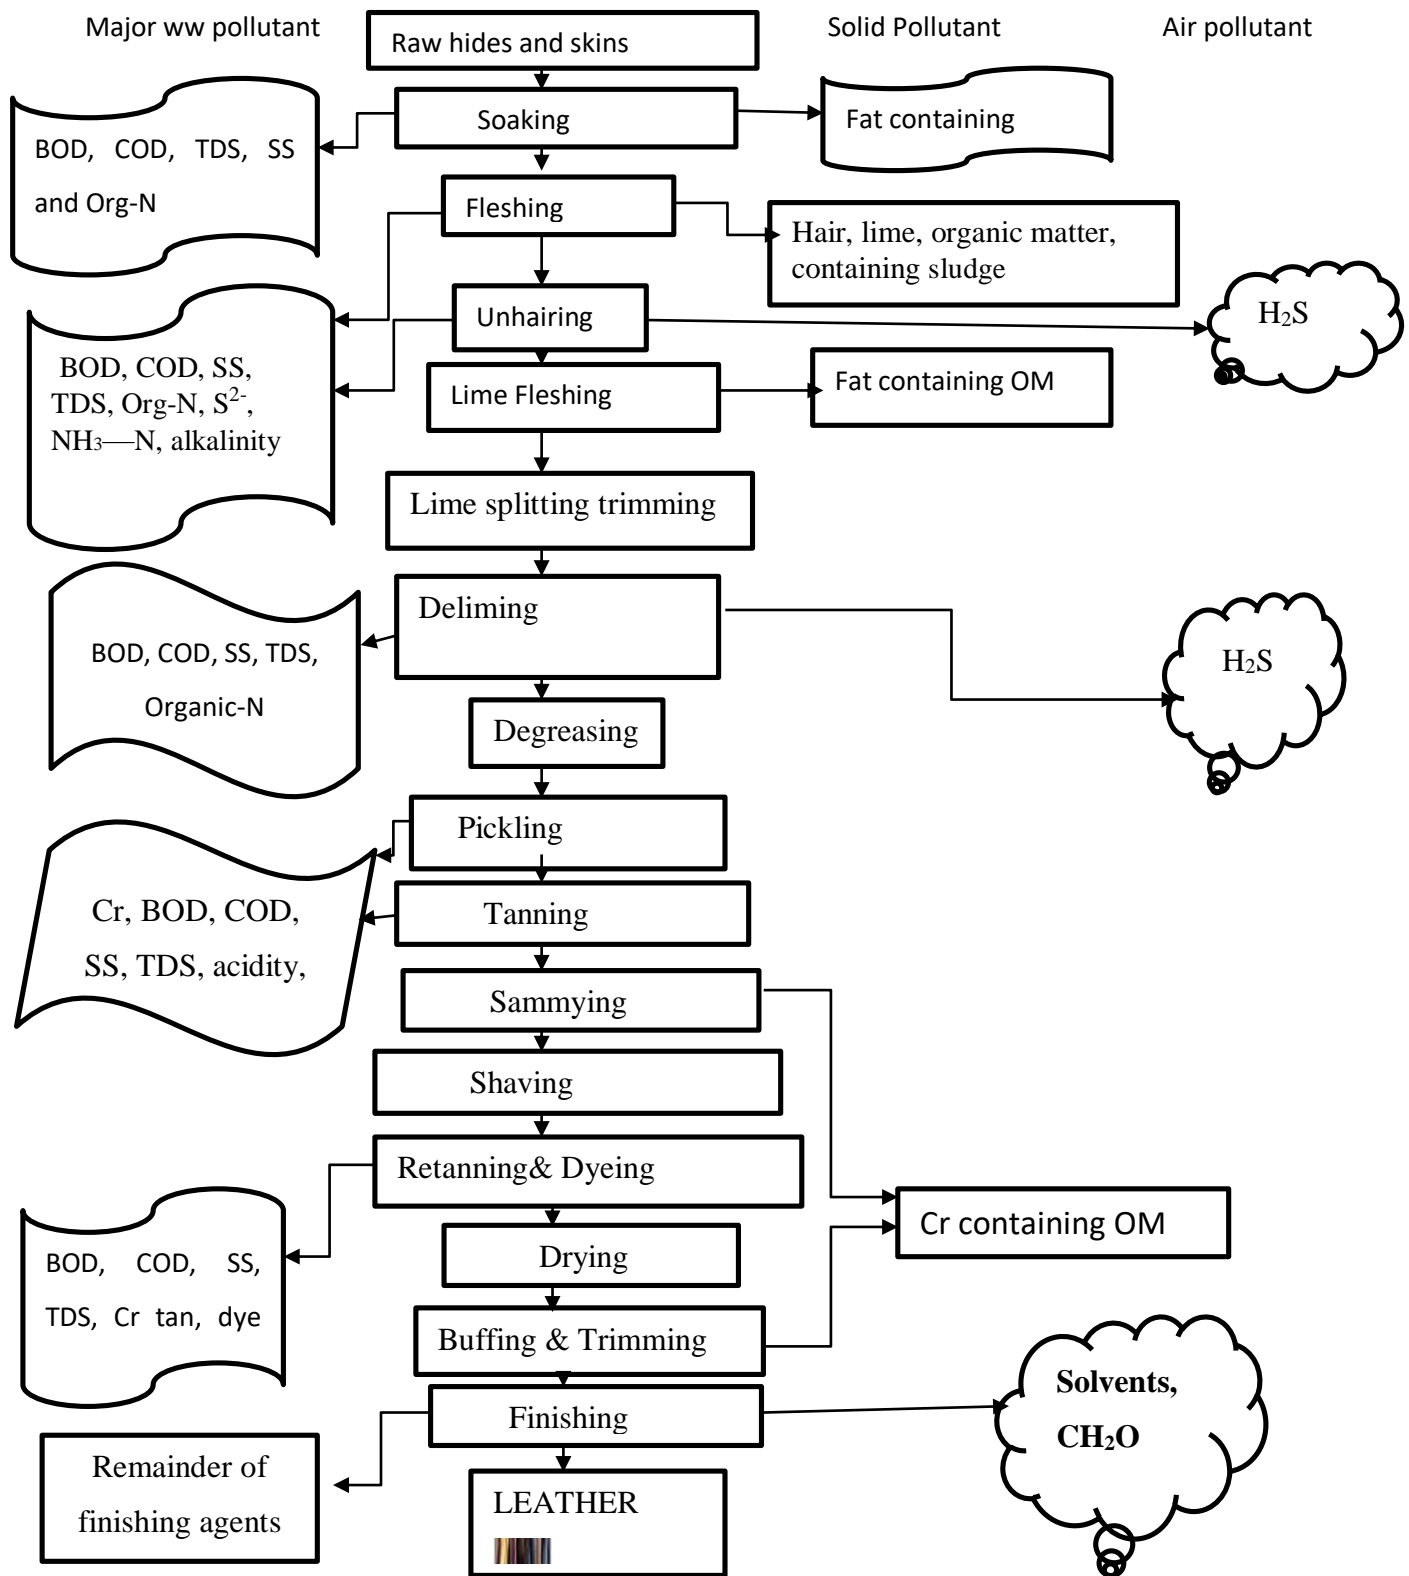 Major ww pollutant
Raw hides and skins
Solid Pollutant
Air pollutant
Soaking
Fat containing
BOD, COD, TDS, SS
and Org-N
Fleshing
Hair, lime, organic matter,
containing sludge
Unhairing
H₂S
BOD, COD, SS,
TDS, Org-N, S²⁻,
NH₃—N, alkalinity
Lime Fleshing
Fat containing OM
Lime splitting trimming
Deliming
BOD, COD, SS, TDS,
Organic-N
H₂S
Degreasing
Pickling
Cr, BOD, COD,
SS, TDS, acidity,
Tanning
Sammying
Shaving
Retanning& Dyeing
Cr containing OM
BOD, COD, SS,
TDS, Cr tan, dye
Drying
Buffing & Trimming
Solvents,
CH₂O
Finishing
Remainder of
finishing agents
LEATHER